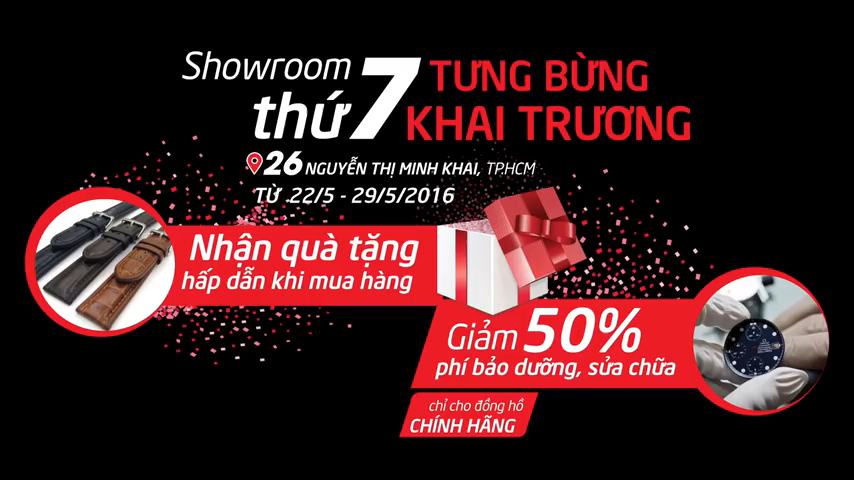 Showroom
thứ 7
TƯNG BỪNG
KHAI TRƯƠNG
26 NGUYỄN THỊ MINH KHAI, TP.HCM
TỪ 22/5 - 29/5/2016
Nhận quà tặng
hấp dẫn khi mua hàng
Giảm 50%
phí bảo dưỡng, sửa chữa
chỉ cho đồng hồ
CHÍNH HÃNG